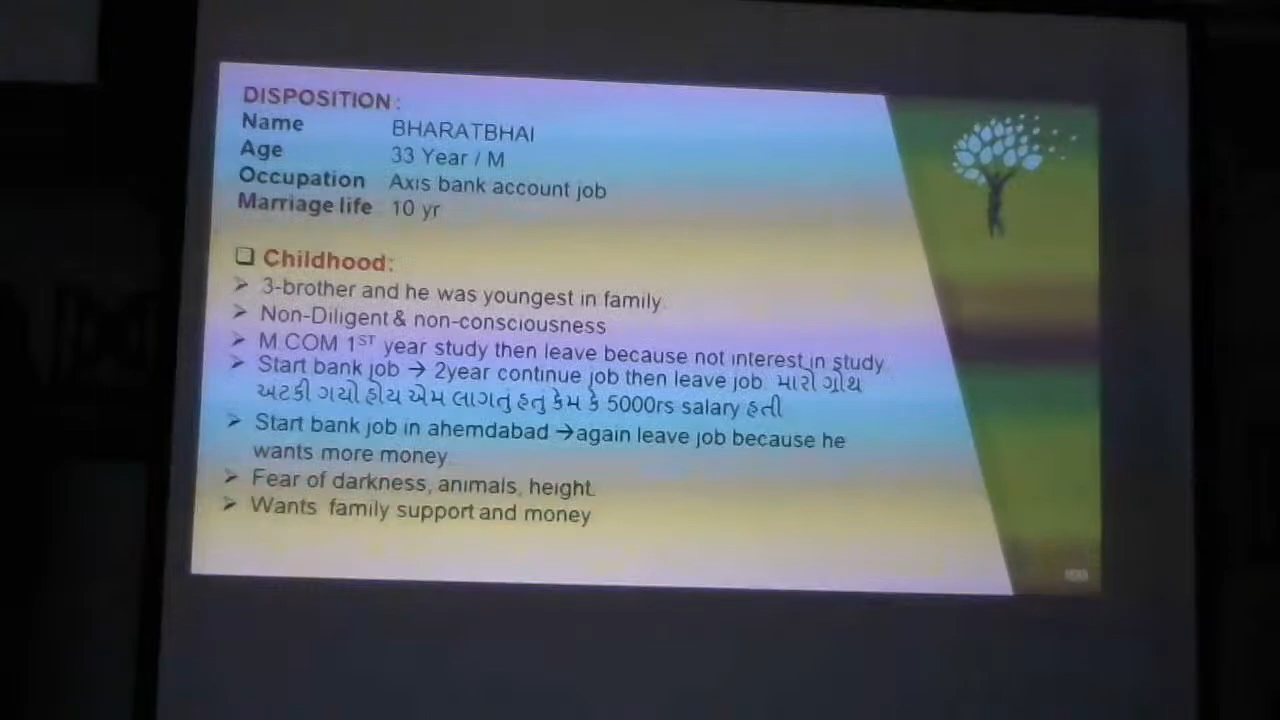 DISPOSITION :
Name BHARATBHAI
Age 33 Year / M
Occupation Axis bank account job
Marriage life 10 yr
Childhood:
3-brother and he was youngest in family.
Non-Diligent & non-consciousness
M.COM 1ST year study then leave because not interest in study.
Start bank job → 2year continue job then leave job. મારો ગ્રોથ
અટકી ગયો હોય એમ લાગતું હતુ કેમ કે 5000rs salary હતી
Start bank job in ahemdabad →again leave job because he
wants more money.
Fear of darkness, animals, height.
Wants family support and money